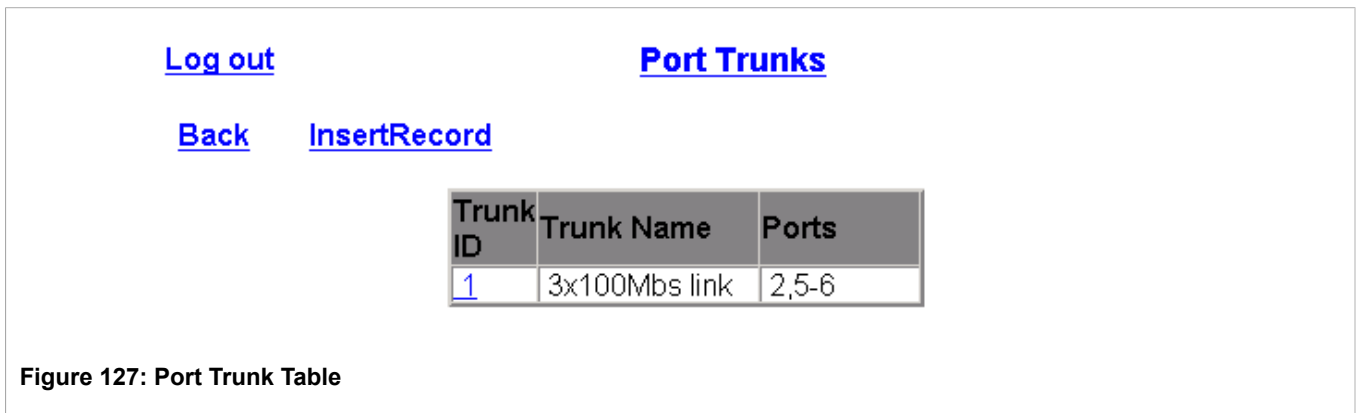 Log out Port Trunks
Back InsertRecord
Trunk ID Trunk Name Ports
1 3x100Mbs link 2,5-6
Figure 127: Port Trunk Table